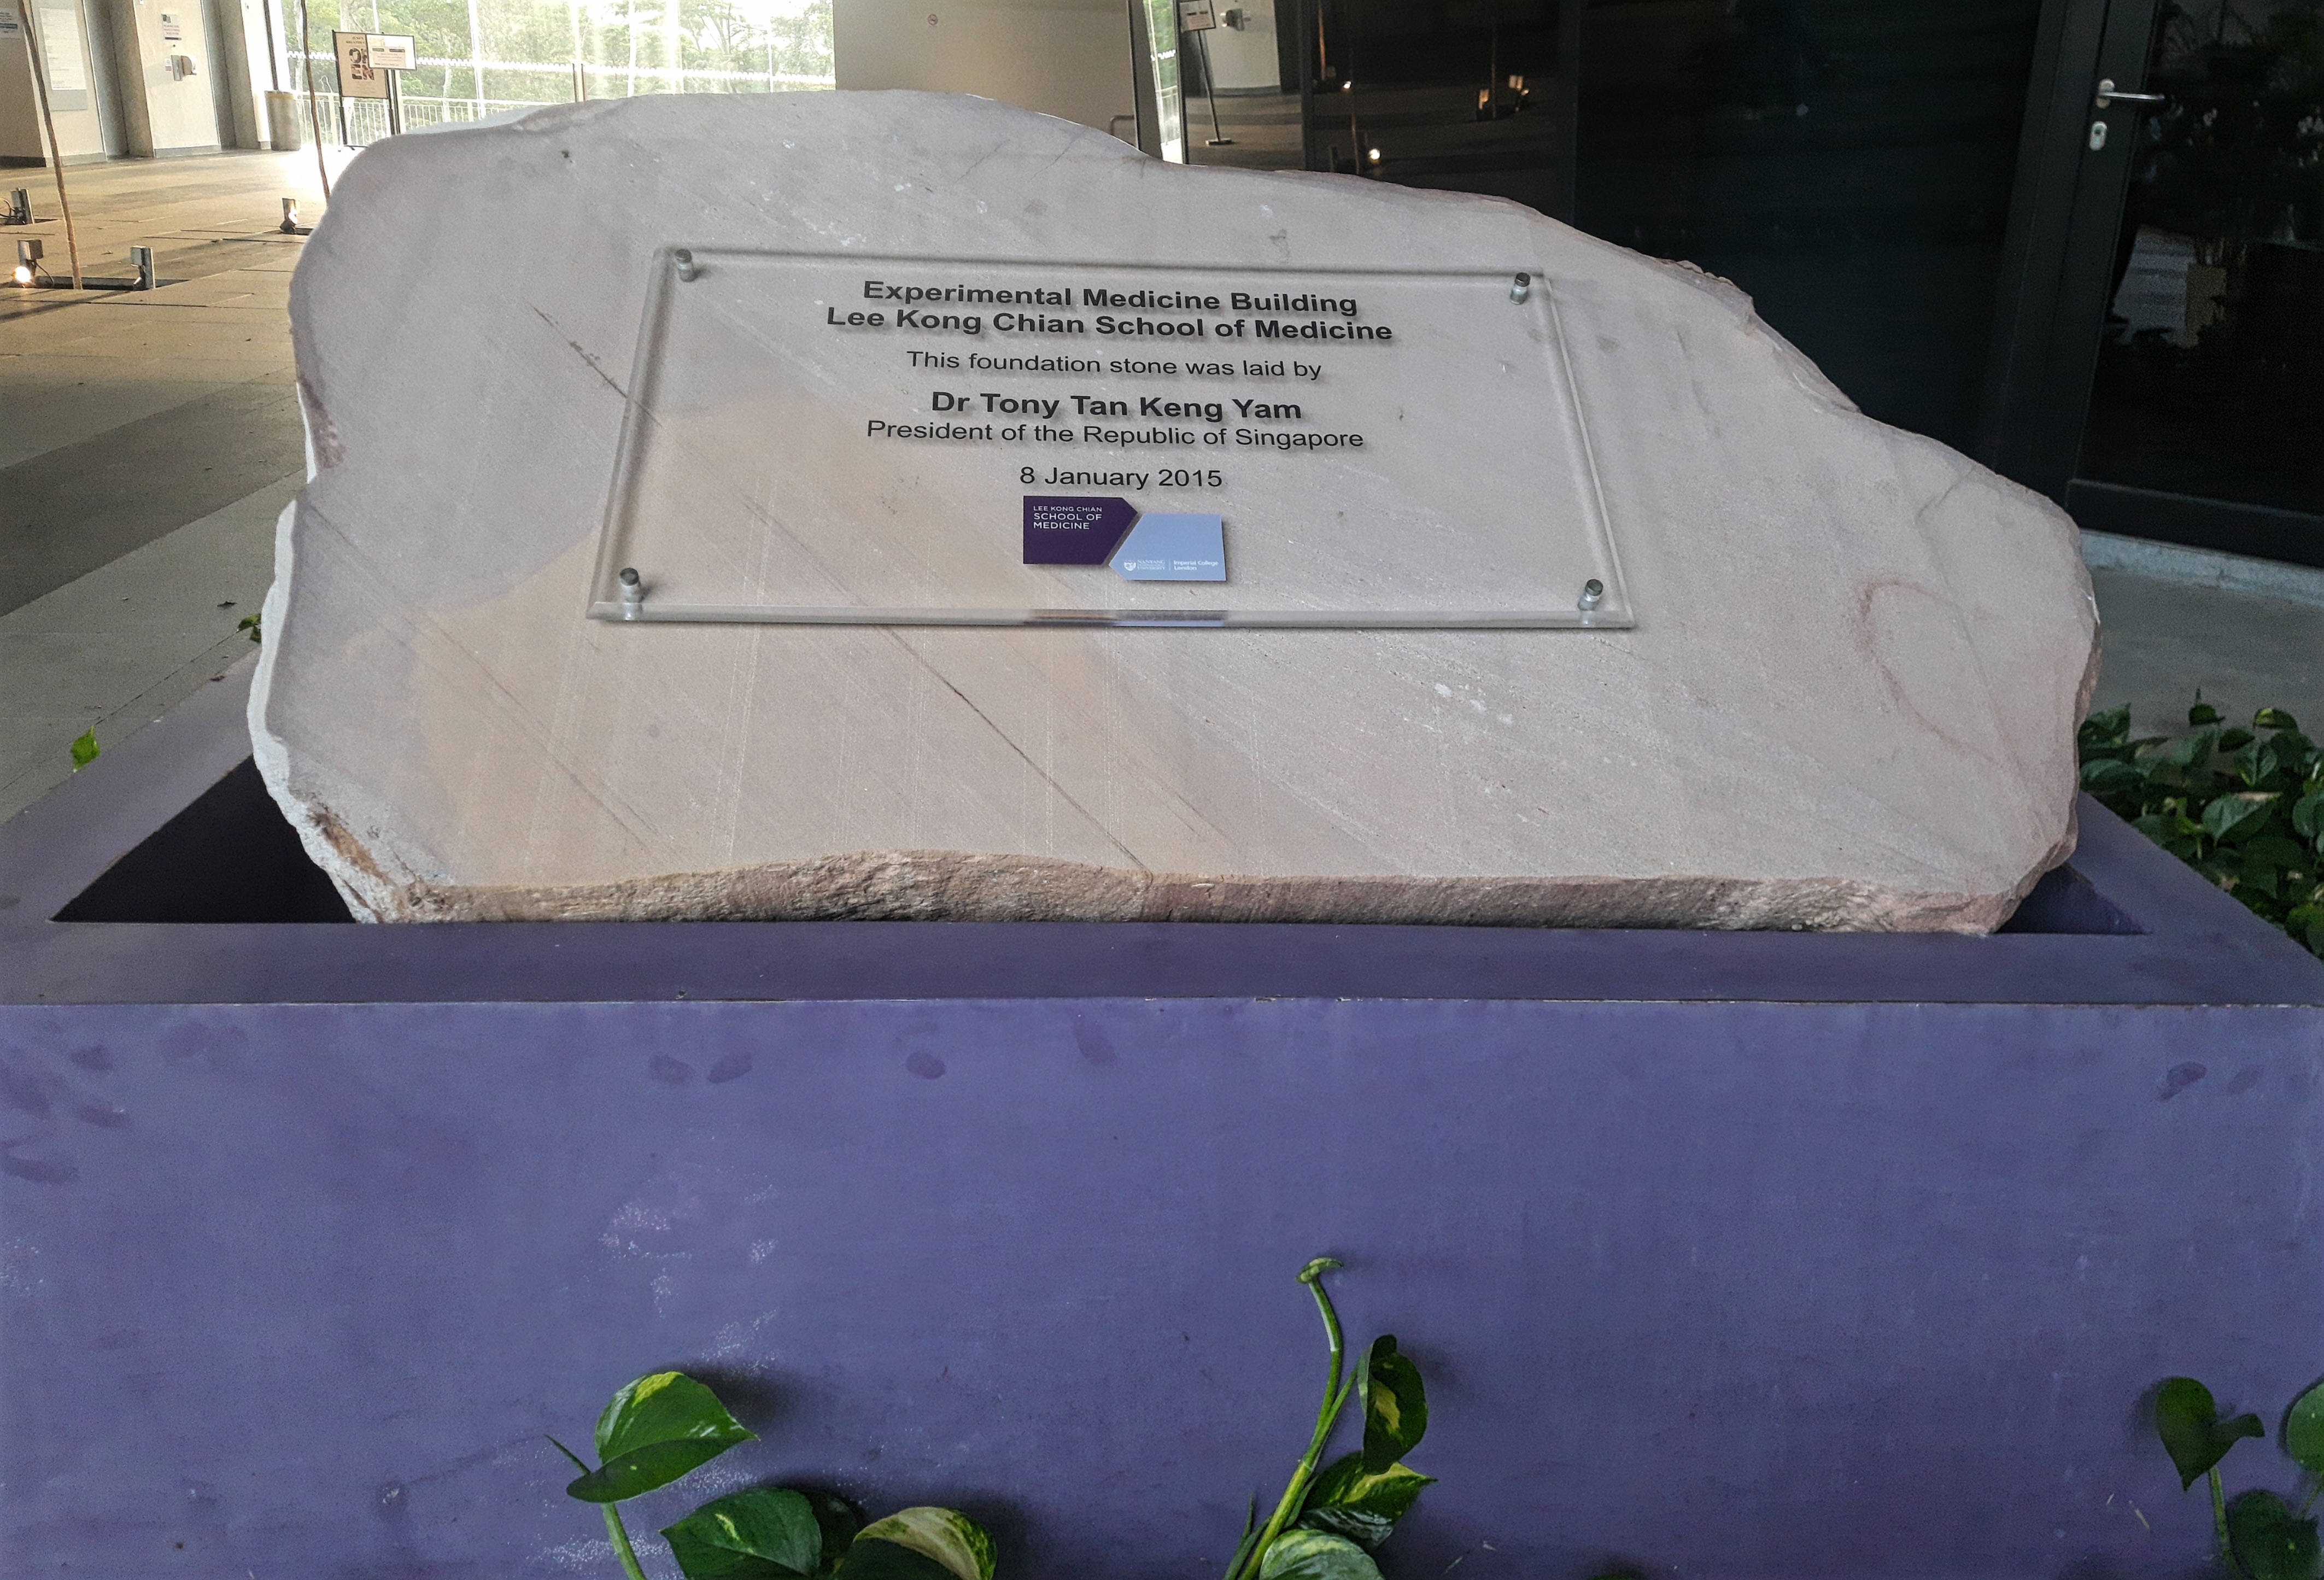 Experimental Medicine Building
Lee Kong Chian School of Medicine
This foundation stone was laid by
Dr Tony Tan Keng Yam
President of the Republic of Singapore
8 January 2015
LEE KONG CHIAN
SCHOOL OF
MEDICINE
Imperial College
London